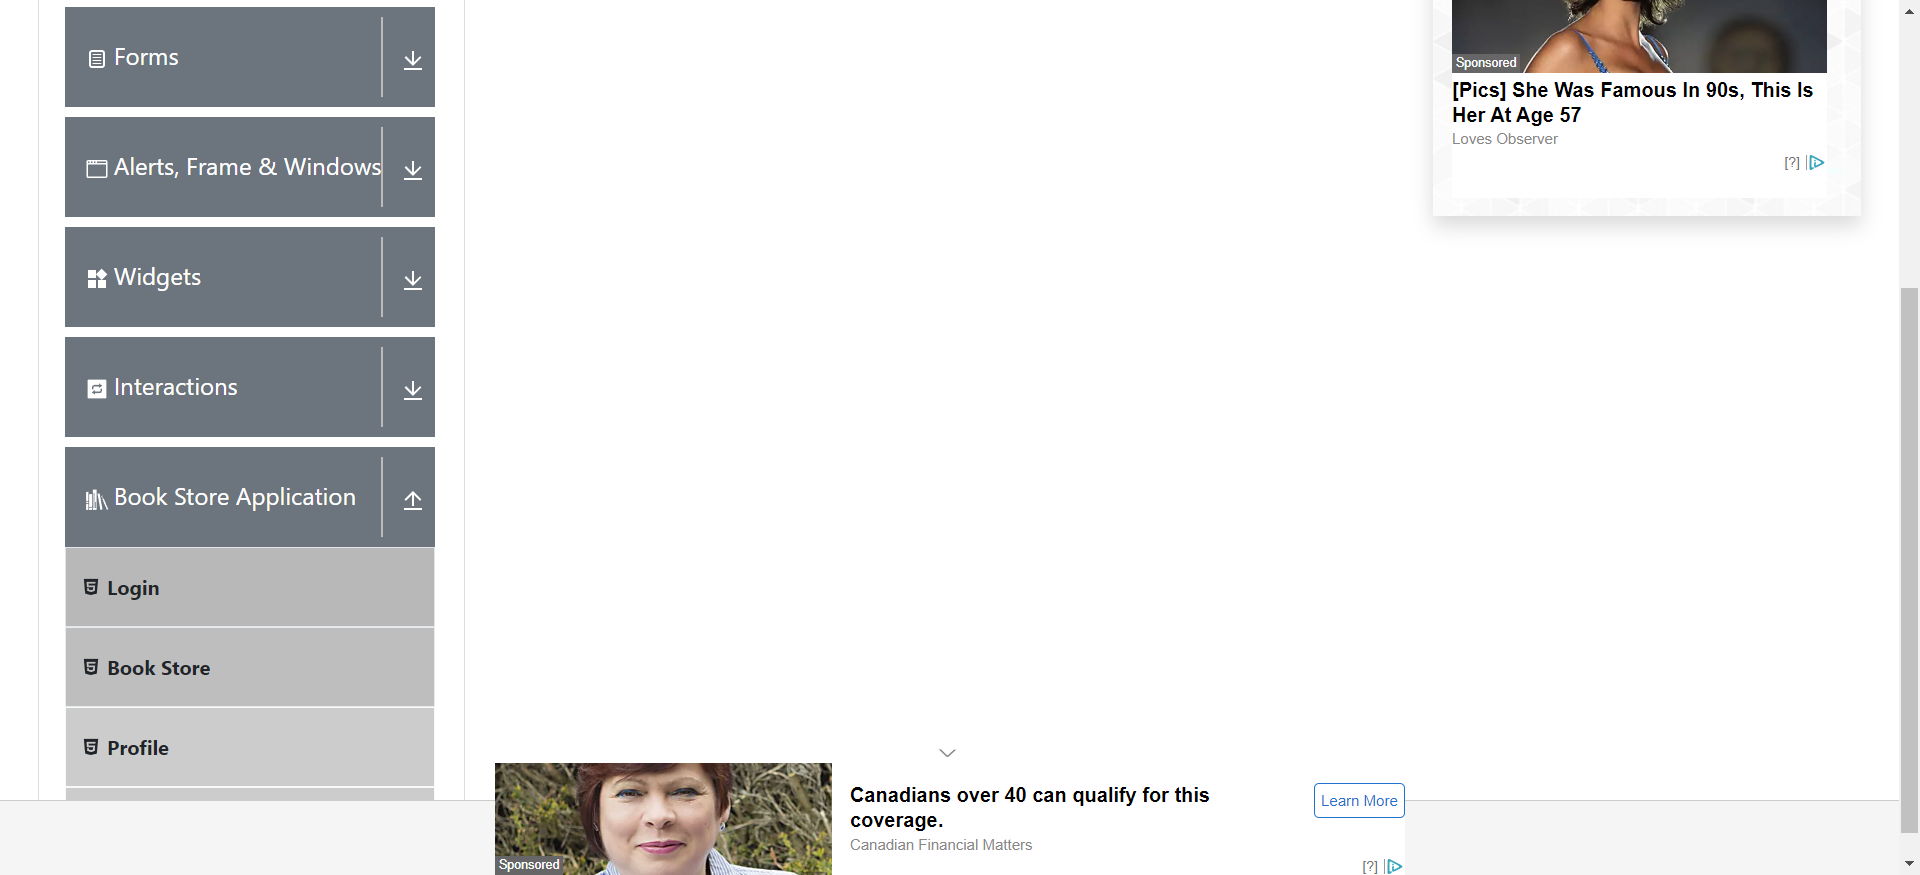 Forms
Alerts, Frame & Windows
Widgets
Interactions
Book Store Application
Login
Book Store
Profile
Sponsored
[Pics] She Was Famous In 90s, This Is
Her At Age 57
Loves Observer
[?]
Sponsored
Canadians over 40 can qualify for this
coverage.
Canadian Financial Matters
Learn More
[?]